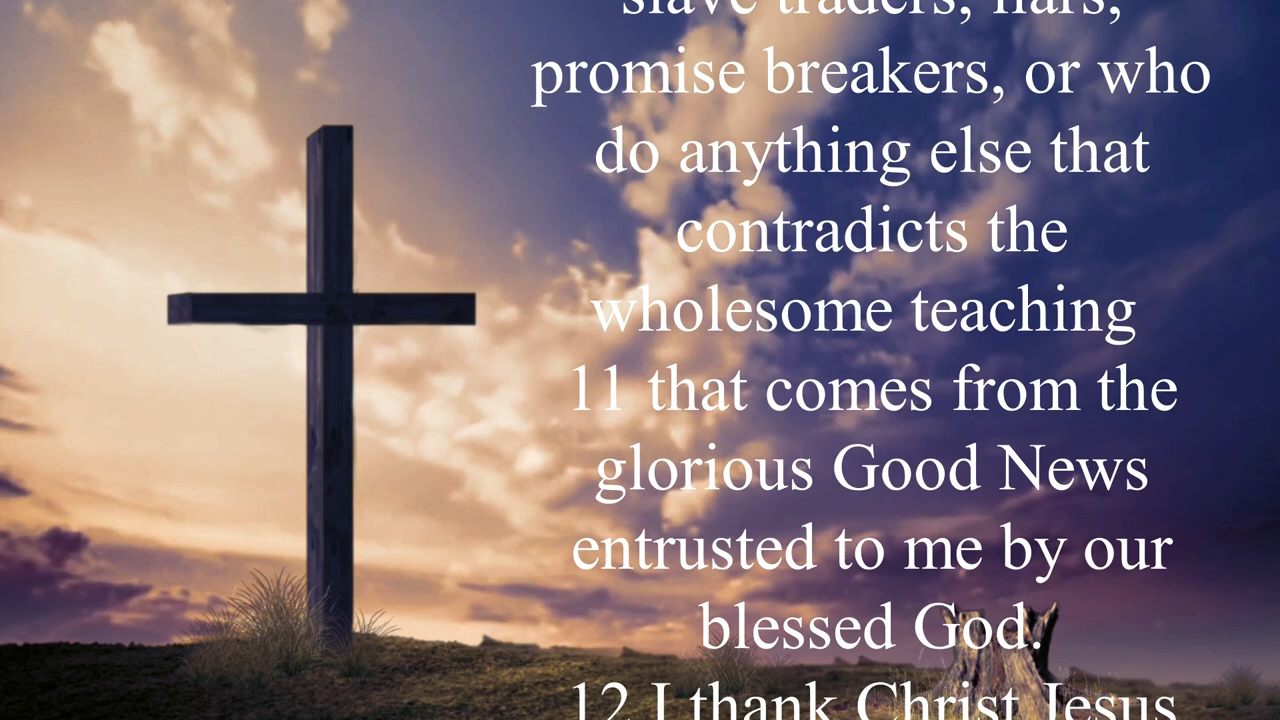 slave traders, liars,
promise breakers, or who
do anything else that
contradicts the
wholesome teaching
11 that comes from the
glorious Good News
entrusted to me by our
blessed God.
12 I thank Christ Jesus